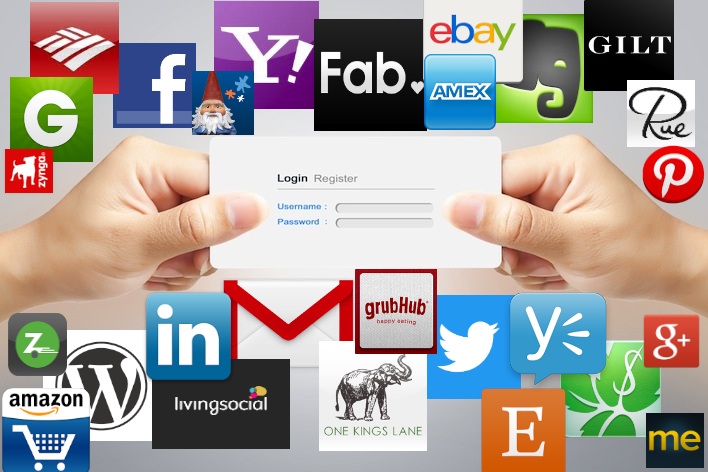 ebay
Y!
GILT
f
Fab.
AMEX
G
Rue
zynga
Login Register
Username :
Password :
grubHub
happy eating
in
y
g+
amazon
W
livingsocial
ONE KINGS LANE
E
$
me